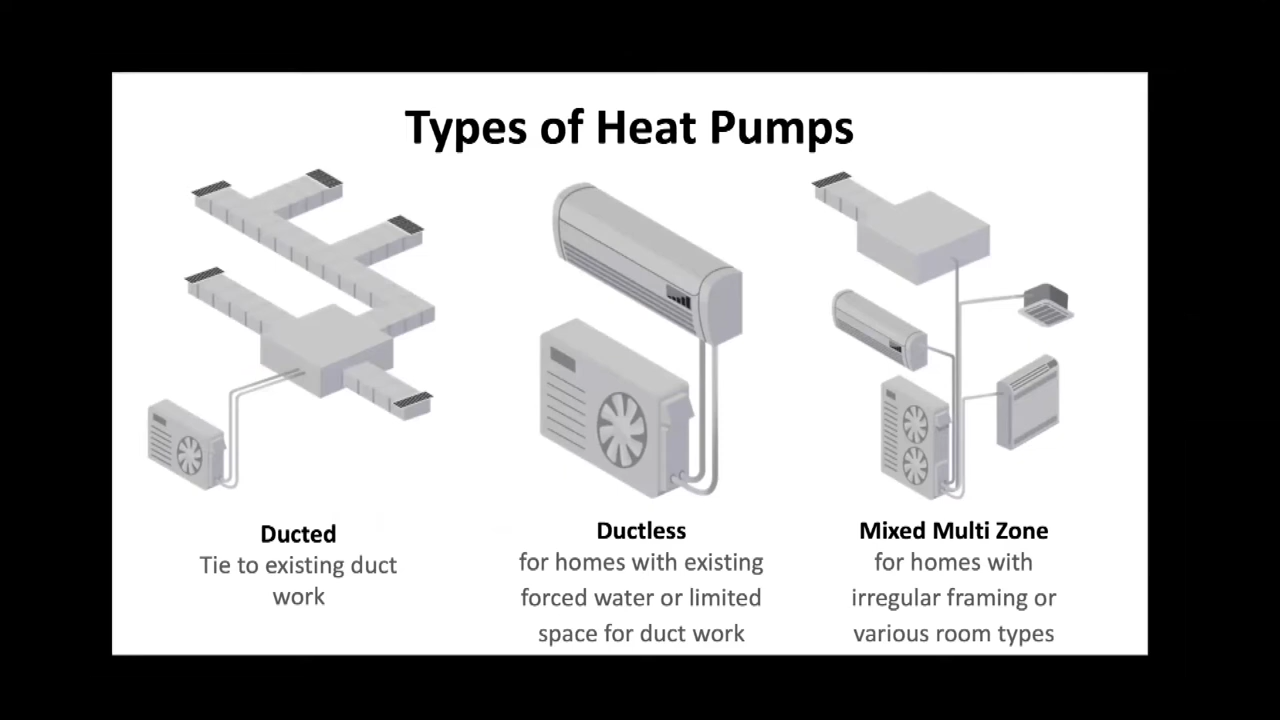 Types of Heat Pumps
Ducted
Tie to existing duct
work
Ductless
for homes with existing
forced water or limited
space for duct work
Mixed Multi Zone
for homes with
irregular framing or
various room types